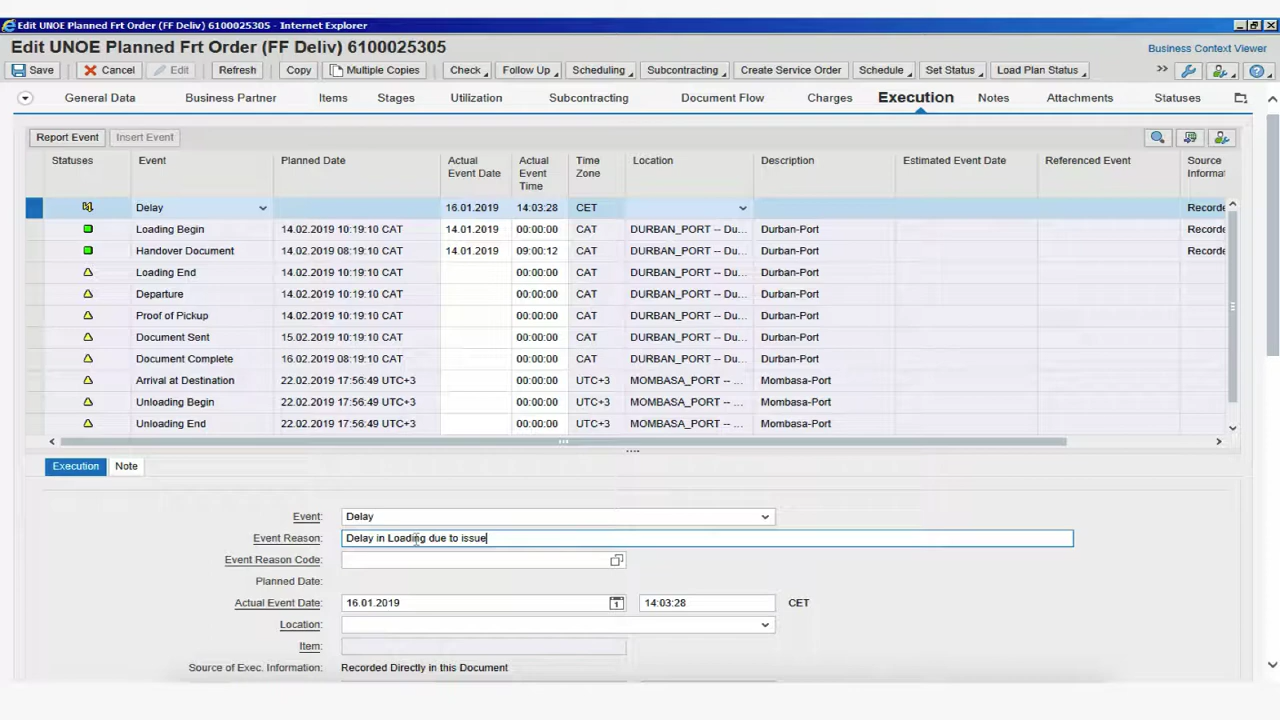 Edit UNOE Planned Frt Order (FF Deliv) 6100025305 - Internet Explorer
Edit UNOE Planned Frt Order (FF Deliv) 6100025305
Business Context Viewer
Save Cancel Edit Refresh Copy Multiple Copies Check Follow Up Scheduling Subcontracting Create Service Order Schedule Set Status Load Plan Status
General Data Business Partner Items Stages Utilization Subcontracting Document Flow Charges Execution Notes Attachments Statuses
Report Event Insert Event
Statuses Event Planned Date Actual Event Date Actual Event Time Time Zone Location Description Estimated Event Date Referenced Event Source Informat
Delay 16.01.2019 14:03:28 CET
Loading Begin 14.02.2019 10:19:10 CAT 14.01.2019 00:00:00 CAT DURBAN_PORT -- Du... Durban-Port Recorde
Handover Document 14.02.2019 08:19:10 CAT 14.01.2019 09:00:12 CAT DURBAN_PORT -- Du... Durban-Port Recorde
Loading End 14.02.2019 10:19:10 CAT 00:00:00 CAT DURBAN_PORT -- Du... Durban-Port
Departure 14.02.2019 10:19:10 CAT 00:00:00 CAT DURBAN_PORT -- Du... Durban-Port
Proof of Pickup 14.02.2019 10:19:10 CAT 00:00:00 CAT DURBAN_PORT -- Du... Durban-Port
Document Sent 15.02.2019 10:19:10 CAT 00:00:00 CAT DURBAN_PORT -- Du... Durban-Port
Document Complete 16.02.2019 08:19:10 CAT 00:00:00 CAT DURBAN_PORT -- Du... Durban-Port
Arrival at Destination 22.02.2019 17:56:49 UTC+3 00:00:00 UTC+3 MOMBASA_PORT -- ... Mombasa-Port
Unloading Begin 22.02.2019 17:56:49 UTC+3 00:00:00 UTC+3 MOMBASA_PORT -- ... Mombasa-Port
Unloading End 22.02.2019 17:56:49 UTC+3 00:00:00 UTC+3 MOMBASA_PORT -- ... Mombasa-Port
Execution Note
Event: Delay
Event Reason: Delay in Loading due to issue
Event Reason Code:
Planned Date:
Actual Event Date: 16.01.2019 14:03:28 CET
Location:
Item:
Source of Exec. Information: Recorded Directly in this Document